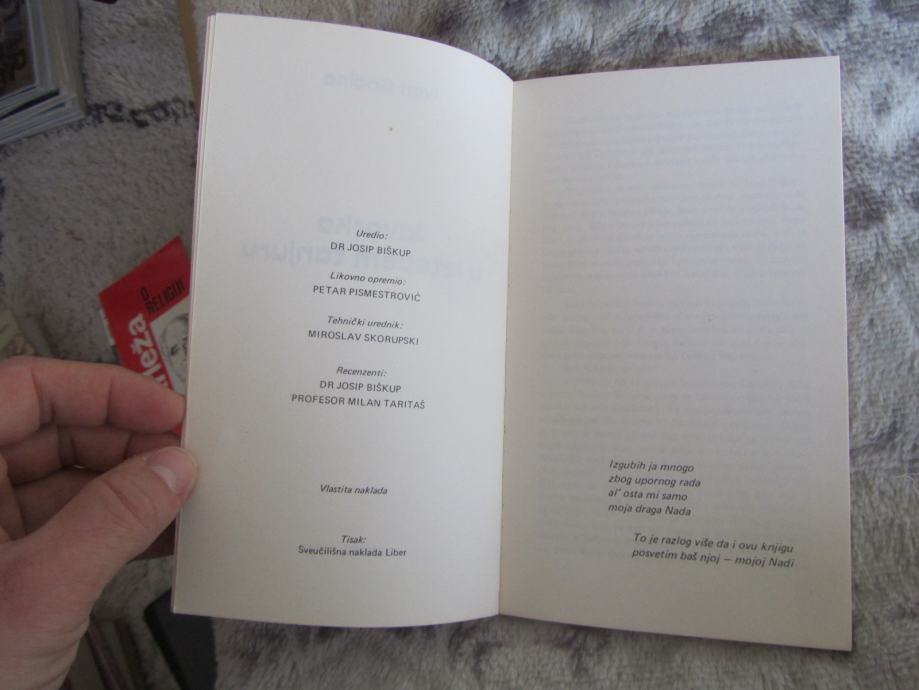 Uredio:
DR JOSIP BIŠKUP
Likovno opremio:
PETAR PISMESTROVIĆ
Tehnički urednik:
MIROSLAV SKORUPSKI
Recenzenti:
DR JOSIP BIŠKUP
PROFESOR MILAN TARITAŠ
Vlastita naklada
Tisak:
Sveučilišna naklada Liber
Izgubih ja mnogo
zbog upornog rada
al' osta mi samo
moja draga Nada
To je razlog više da i ovu knjigu
posvetim baš njoj — mojoj Nadi
O
RELIGIJI